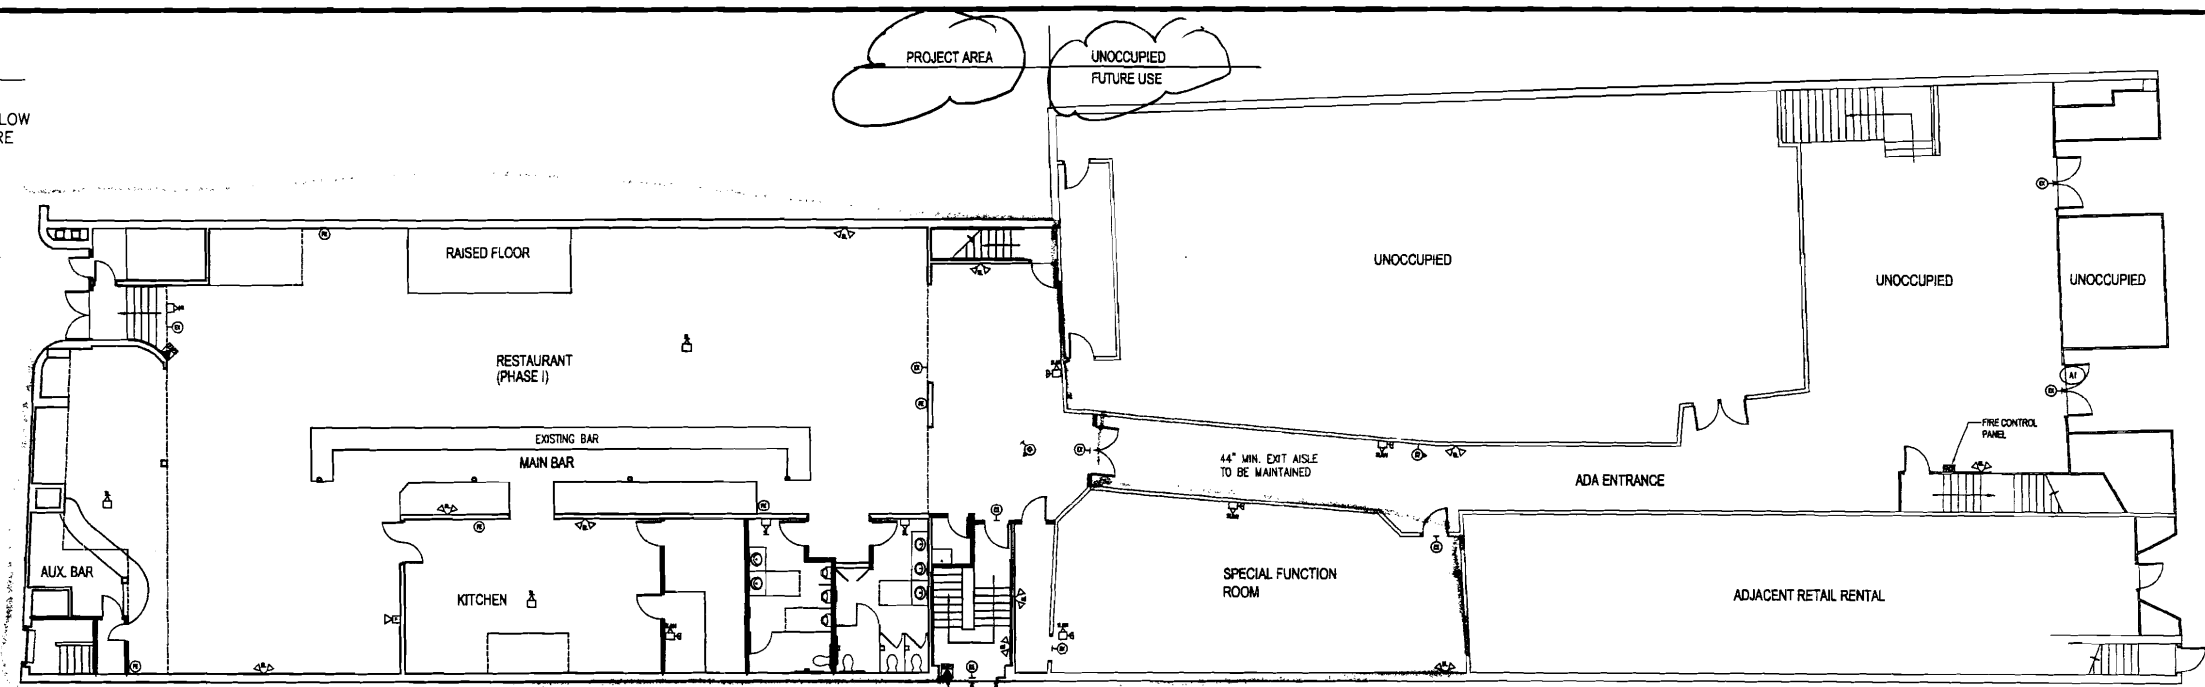 PROJECT AREA
UNOCCUPIED
FUTURE USE
LOW
RE
RAISED FLOOR
UNOCCUPIED
UNOCCUPIED
UNOCCUPIED
RESTAURANT
(PHASE I)
A1
FIRE CONTROL
PANEL
EXISTING BAR
MAIN BAR
44" MIN. EXIT AISLE
TO BE MAINTAINED
ADA ENTRANCE
AUX. BAR
KITCHEN
SPECIAL FUNCTION
ROOM
ADJACENT RETAIL RENTAL